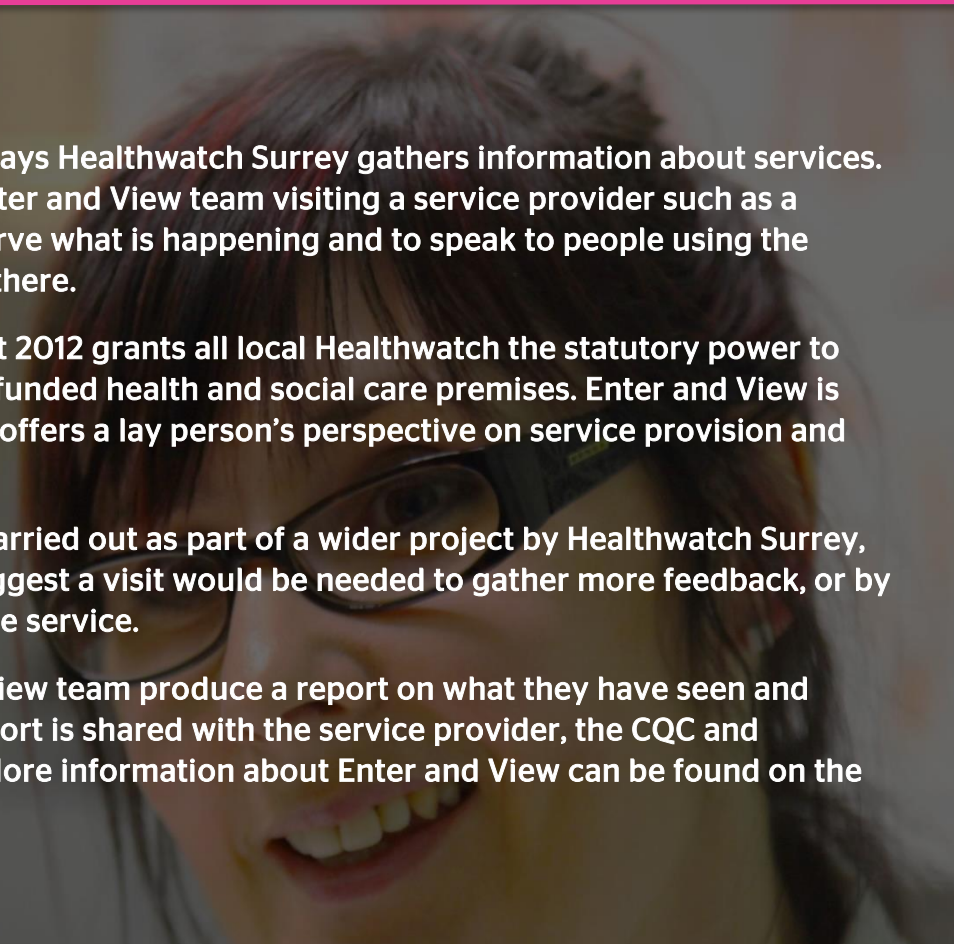 ays Healthwatch Surrey gathers information about services.
ter and View team visiting a service provider such as a
rve what is happening and to speak to people using the
there.
t 2012 grants all local Healthwatch the statutory power to
funded health and social care premises. Enter and View is
offers a lay person’s perspective on service provision and
arried out as part of a wider project by Healthwatch Surrey,
ggest a visit would be needed to gather more feedback, or by
e service.
iew team produce a report on what they have seen and
ort is shared with the service provider, the CQC and
ore information about Enter and View can be found on the